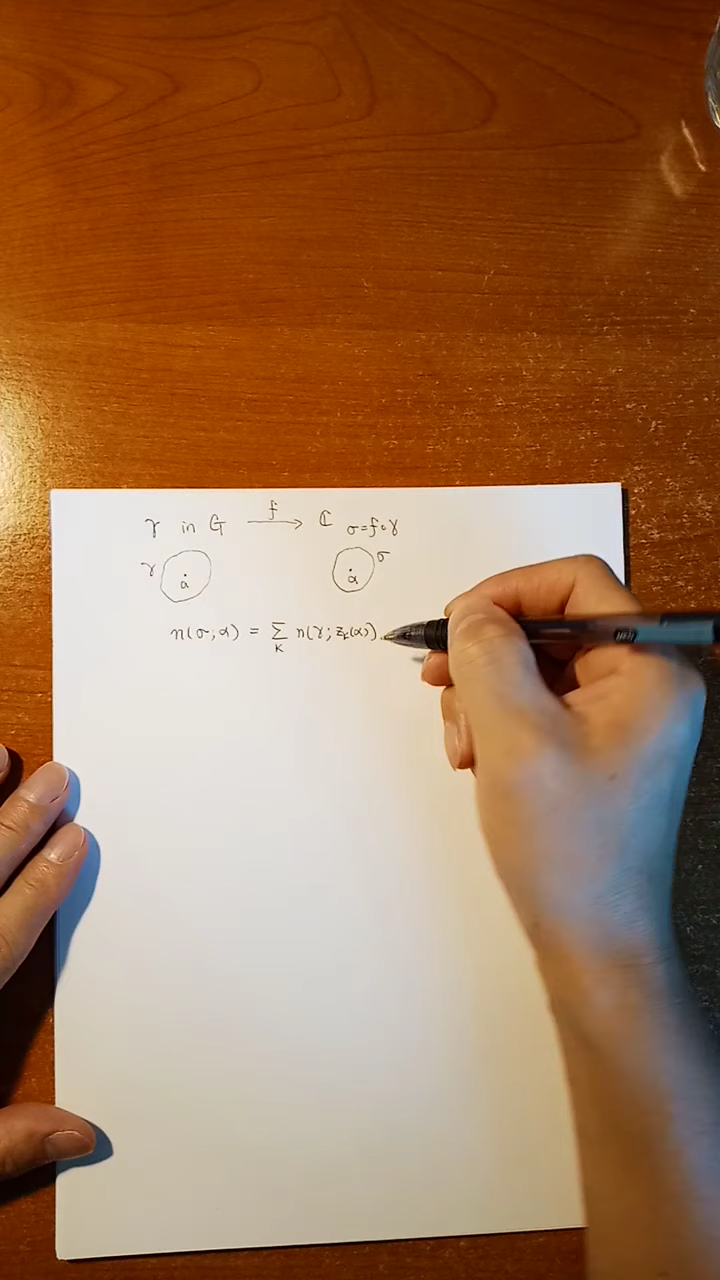 γ in G —f→ ℂ σ=f∘γ
γ a α σ
n(σ;α) = Σ_k n(γ; z_k(α)).